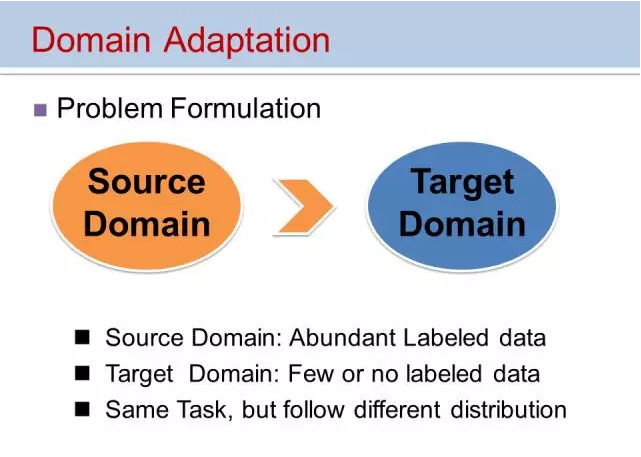 Domain Adaptation
Problem Formulation
Source
Domain
Target
Domain
Source Domain: Abundant Labeled data
Target Domain: Few or no labeled data
Same Task, but follow different distribution